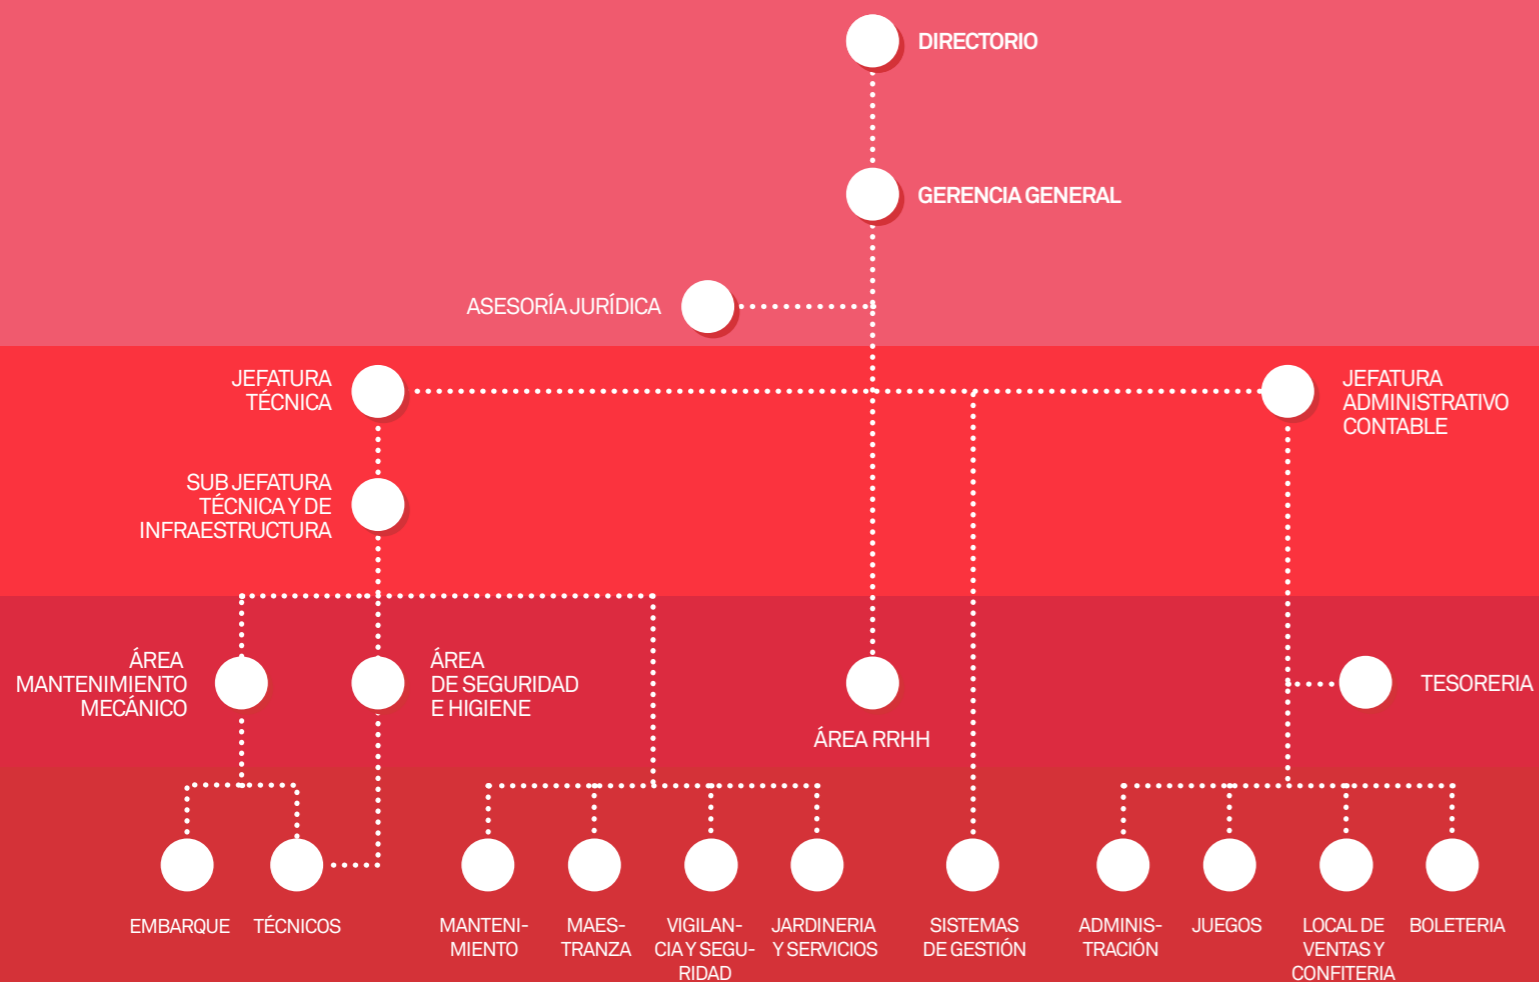 DIRECTORIO
GERENCIA GENERAL
ASESORÍA JURÍDICA
JEFATURA
TÉCNICA
JEFATURA
ADMINISTRATIVO
CONTABLE
SUB JEFATURA
TÉCNICA Y DE
INFRAESTRUCTURA
ÁREA
MANTENIMIENTO
MECÁNICO
ÁREA
DE SEGURIDAD
E HIGIENE
ÁREA RRHH
TESORERIA
EMBARQUE
TÉCNICOS
MANTENI-
MIENTO
MAES-
TRANZA
VIGILAN-
CIA Y SEGU-
RIDAD
JARDINERIA
Y SERVICIOS
SISTEMAS
DE GESTIÓN
ADMINIS-
TRACIÓN
JUEGOS
LOCAL DE
VENTAS Y
CONFITERIA
BOLETERIA